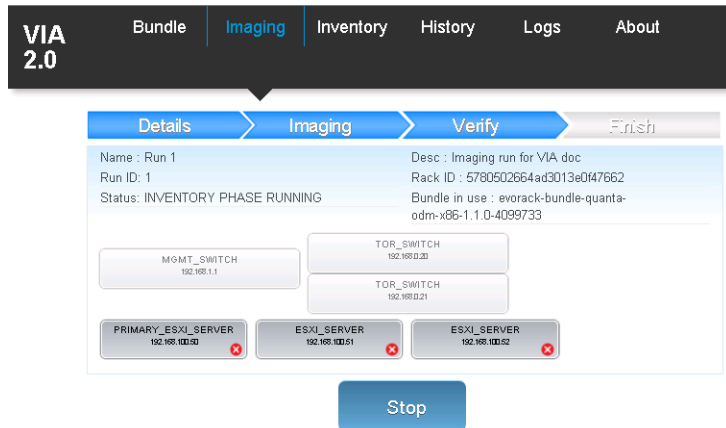 VIA 2.0
Bundle
Imaging
Inventory
History
Logs
About
Details
Imaging
Verify
Finish
Name : Run 1
Run ID: 1
Status: INVENTORY PHASE RUNNING
Desc : Imaging run for VIA doc
Rack ID : 5780502664ad3013e0f47662
Bundle in use : evorack-bundle-quanta-
odm-x86-1.1.0-4099733
MGMT_SWITCH
192.168.1.1
TOR_SWITCH
192.168.0.20
TOR_SWITCH
192.168.0.21
PRIMARY_ESXI_SERVER
192.168.100.50
ESXI_SERVER
192.168.100.51
ESXI_SERVER
192.168.100.52
Stop